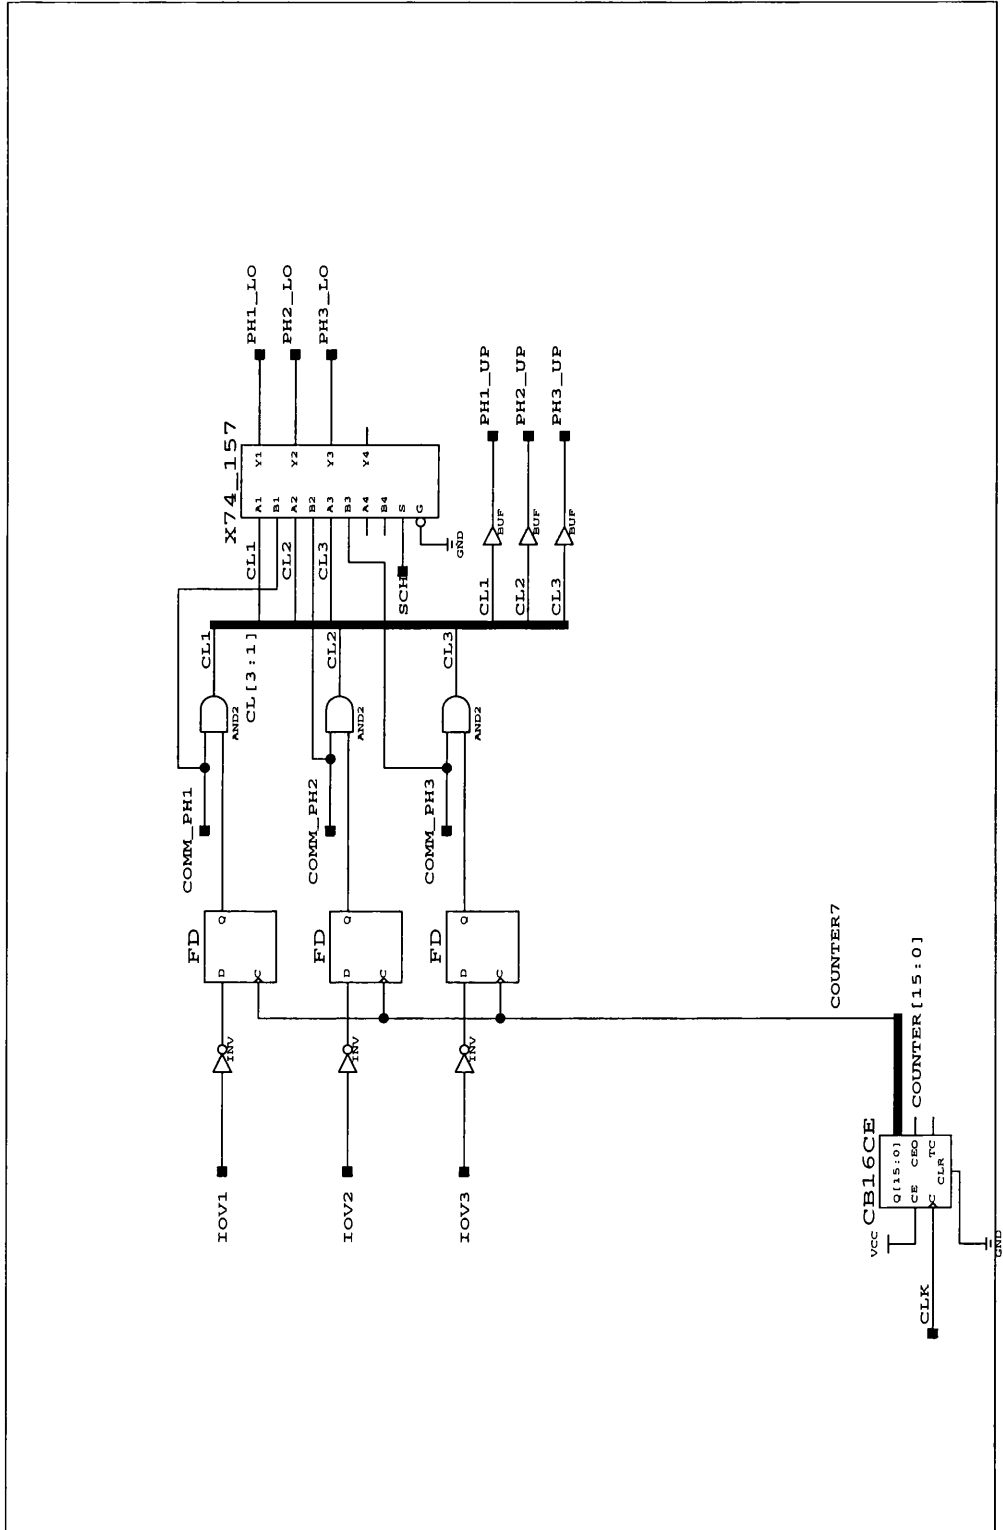 IOV1
INV
FD
D
Q
C
COMM_PH1
AND2
CL1
CL[3:1]
IOV2
INV
FD
D
Q
C
COMM_PH2
AND2
CL2
IOV3
INV
FD
D
Q
C
COMM_PH3
AND2
CL3
X74_157
CL1
A1
B1
CL2
A2
B2
CL3
A3
B3
A4
B4
SCH
S
G
GND
Y1
Y2
Y3
Y4
PH1_LO
PH2_LO
PH3_LO
CL1
BUF
PH1_UP
CL2
BUF
PH2_UP
CL3
BUF
PH3_UP
COUNTER7
COUNTER[15:0]
CB16CE
Q[15:0]
CE
CEO
C
TC
CLR
VCC
CLK
GND